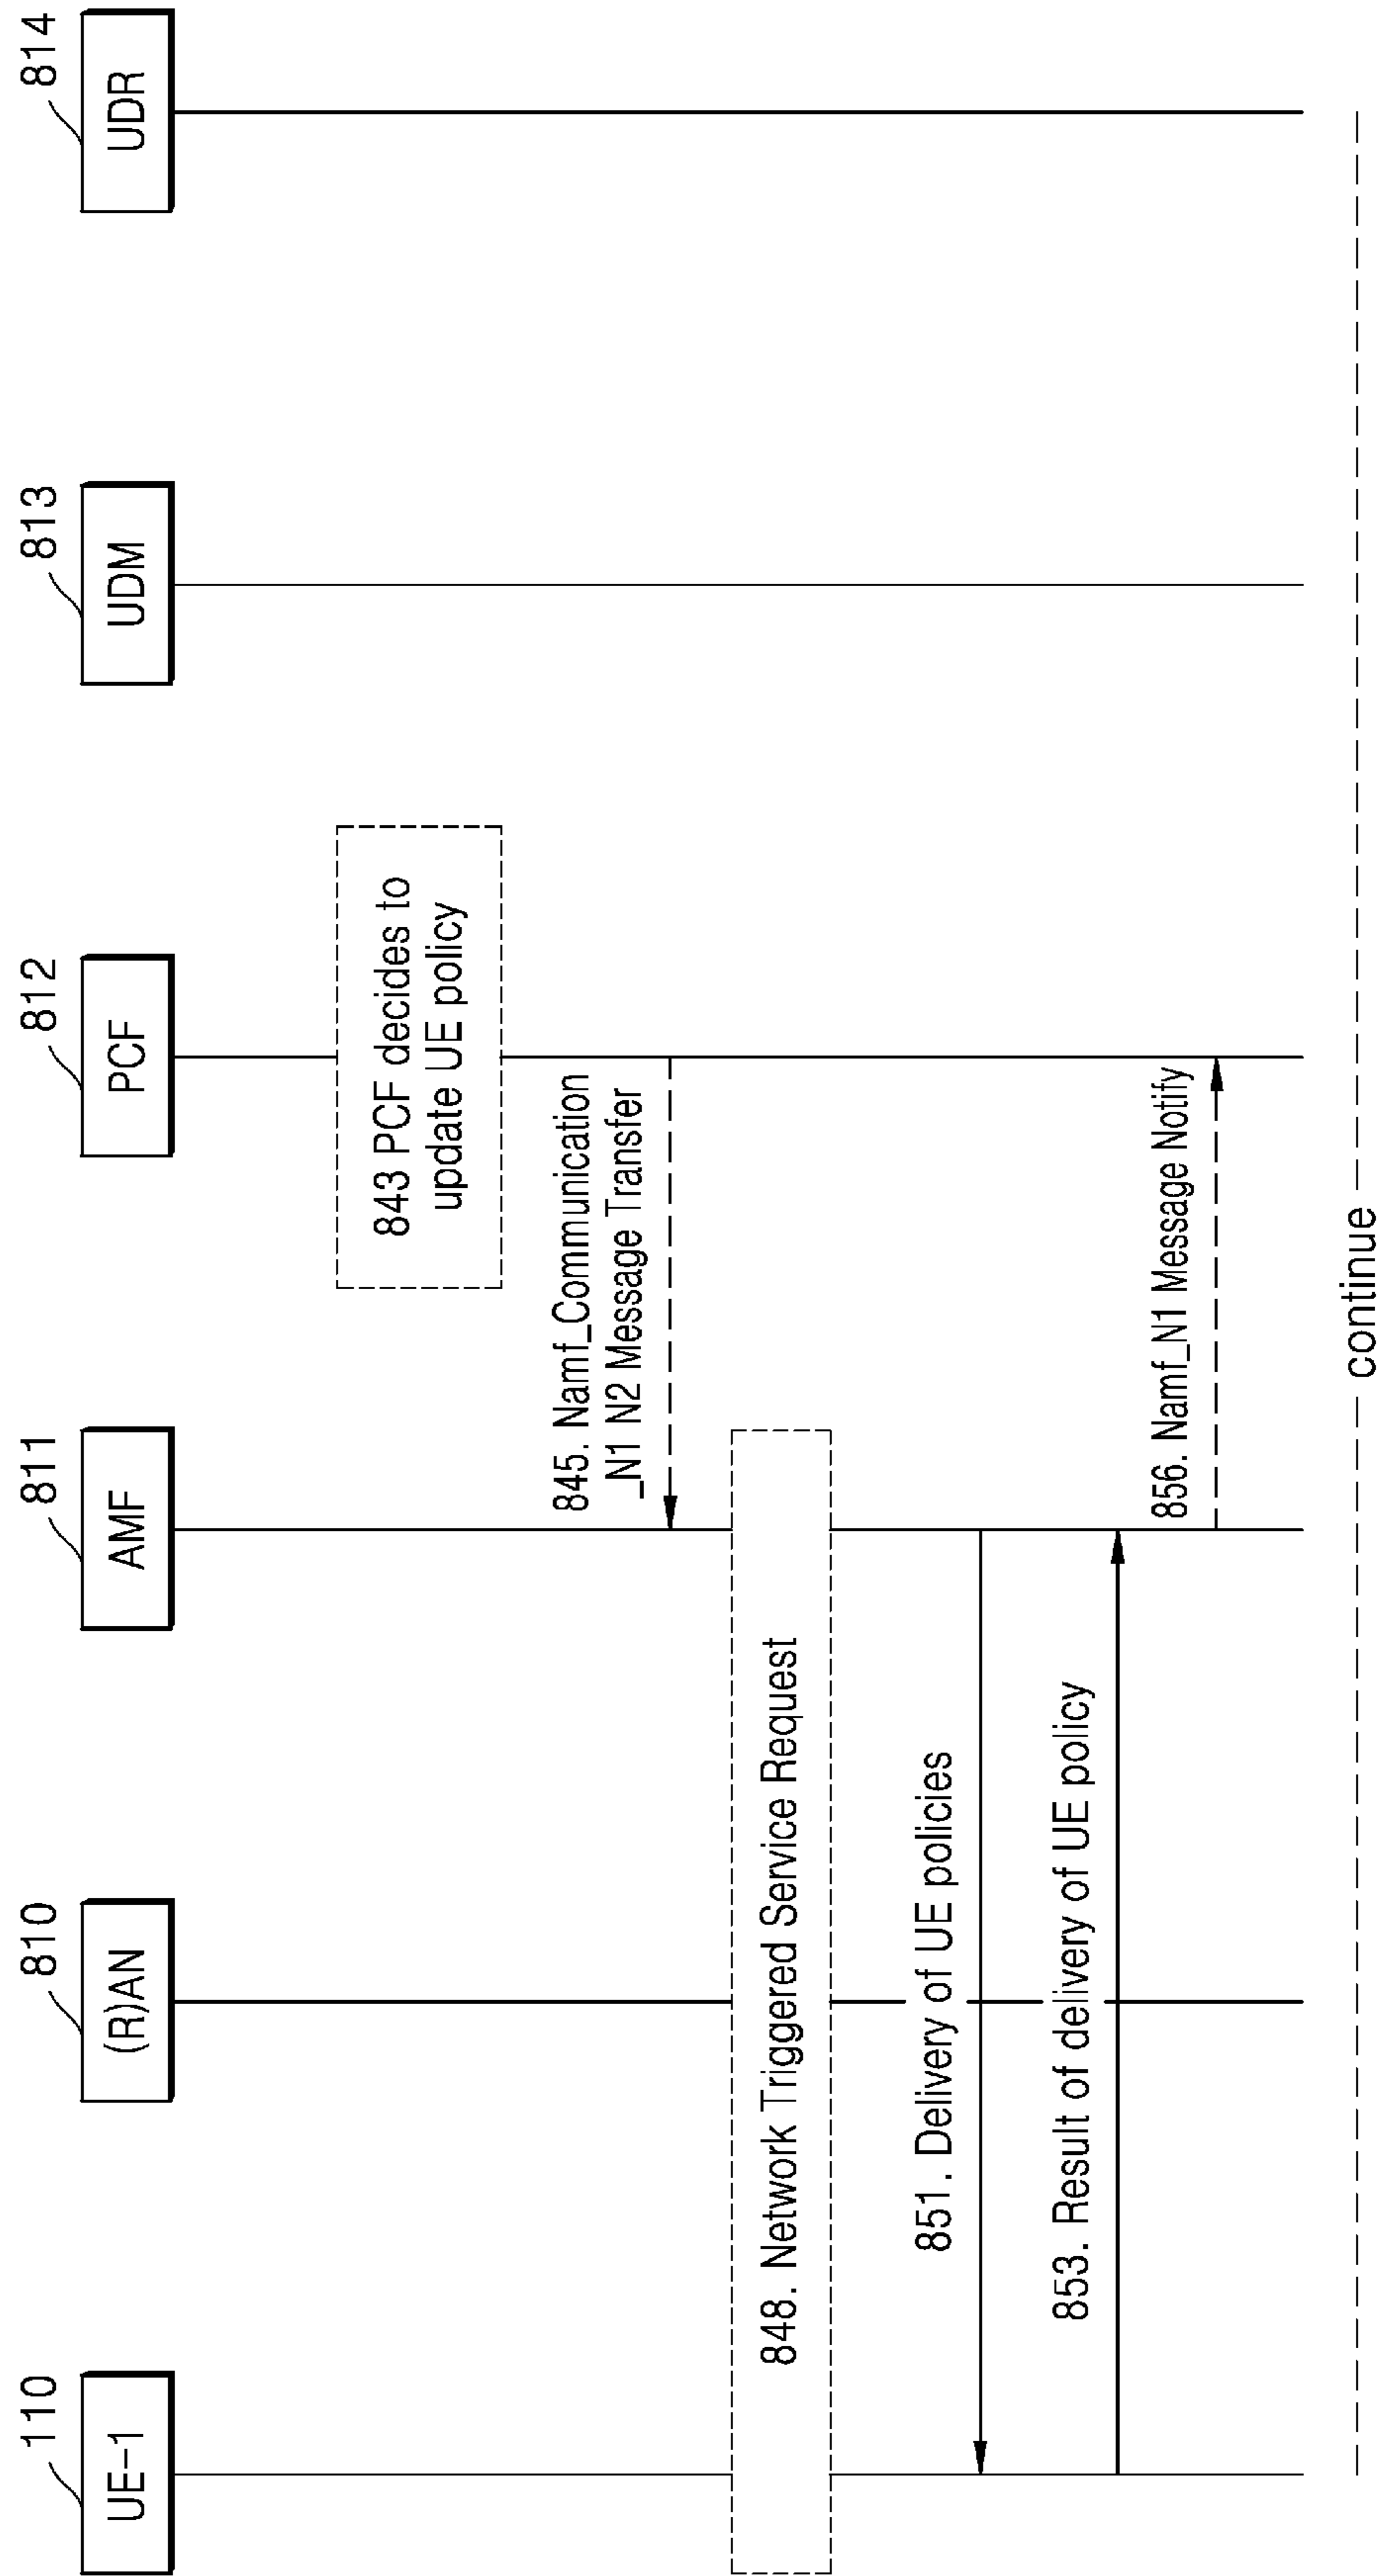 110
810
811
812
813
814
UE-1
(R)AN
AMF
PCF
UDM
UDR
843 PCF decides to
update UE policy
845. Namf_Communication
_N1 N2 Message Transfer
848. Network Triggered Service Request
851. Delivery of UE policies
853. Result of delivery of UE policy
856. Namf_N1 Message Notify
continue